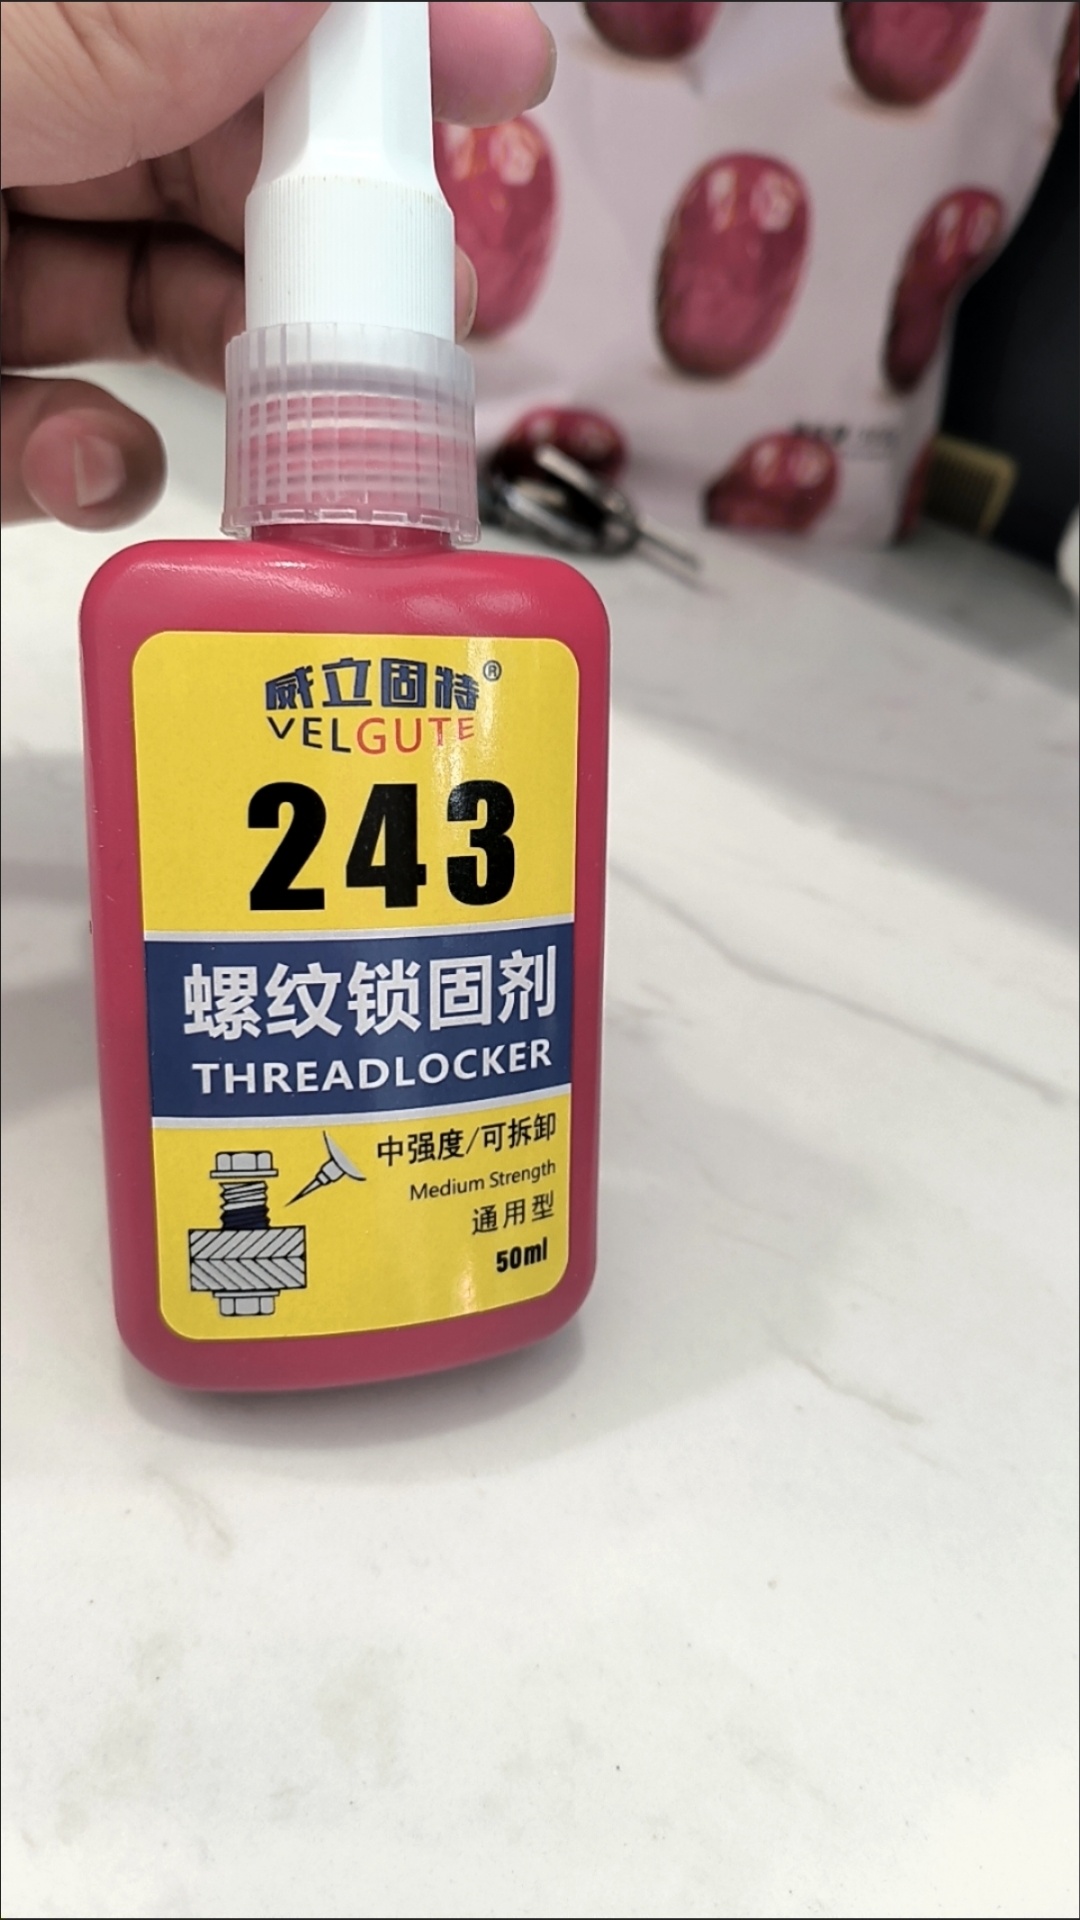 威立固特®
VELGUTE
243
螺纹锁固剂
THREADLOCKER
中强度/可拆卸
Medium Strength
通用型
50ml